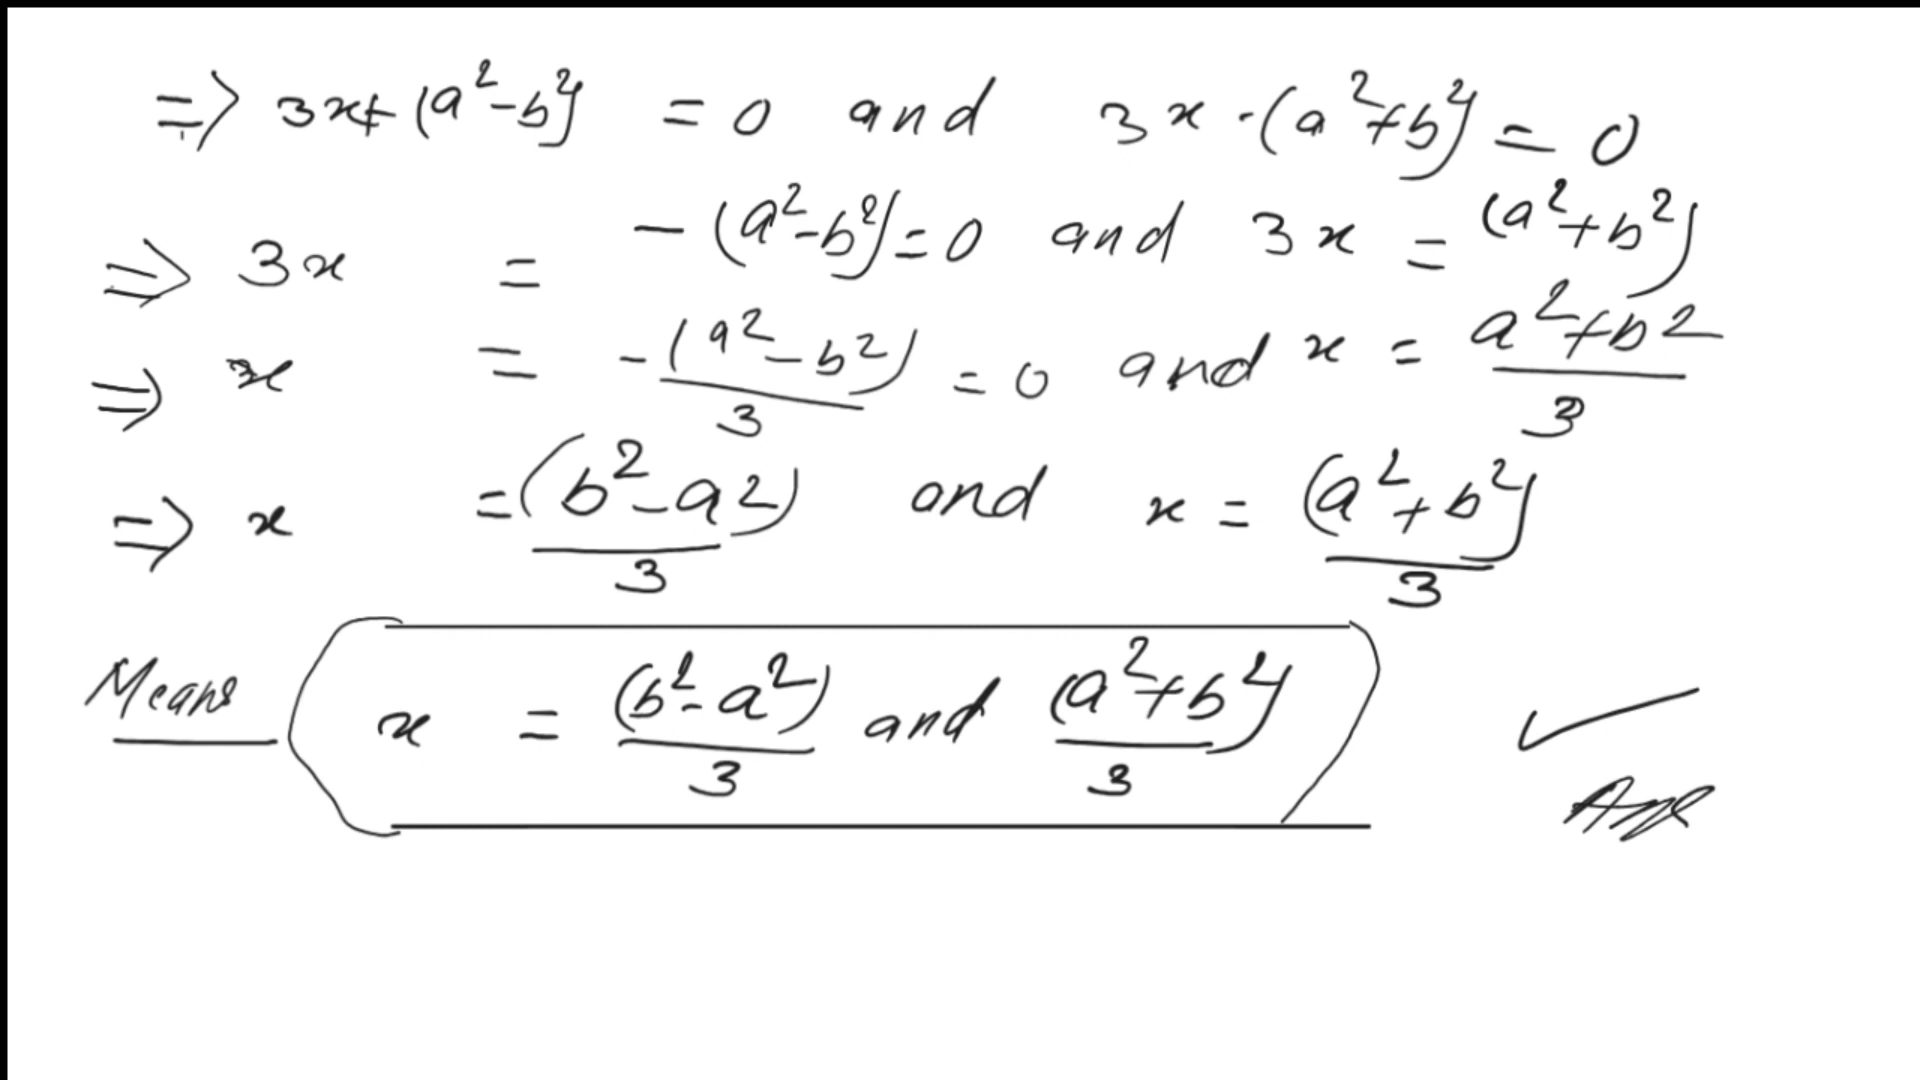 ⇒ 3x + (a²-b²) = 0 and 3x - (a²+b²) = 0
⇒ 3x = -(a²-b²) = 0 and 3x = (a²+b²)
⇒ x = -(a²-b²)/3 = 0 and x = a²+b²/3
⇒ x = (b²-a²)/3 and x = (a²+b²)/3
Means x = (b²-a²)/3 and (a²+b²)/3 ✓
Ans